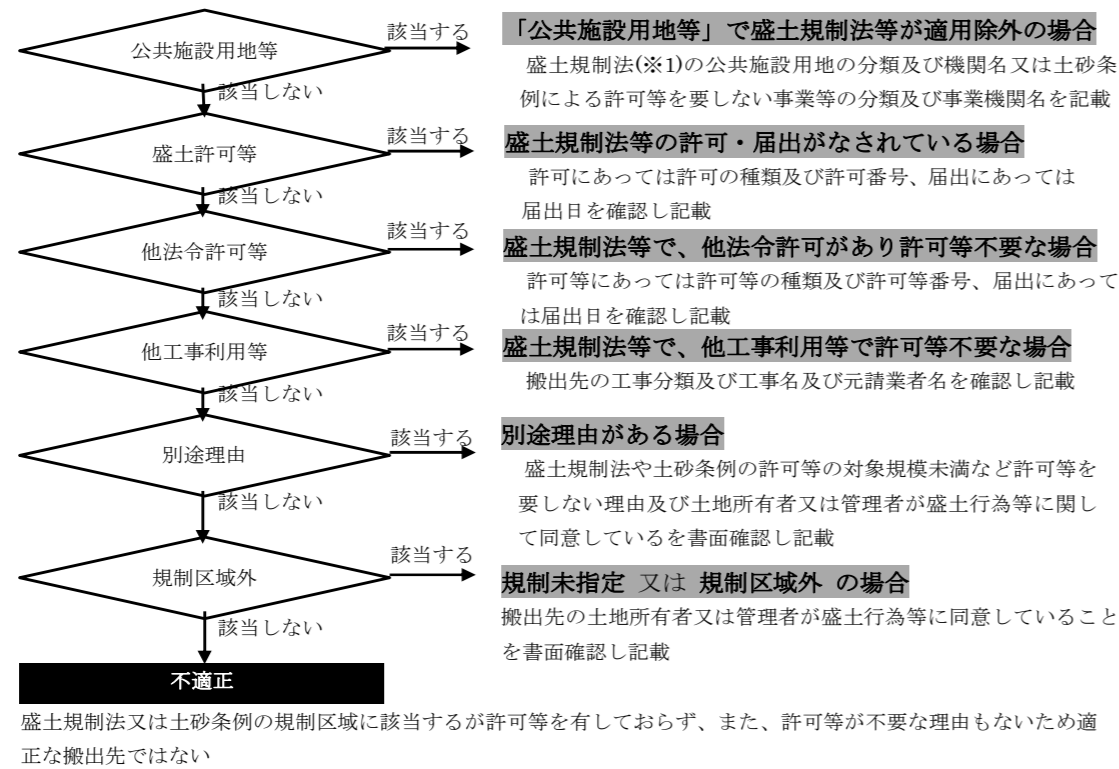 公共施設用地等
該当する
「公共施設用地等」で盛土規制法等が適用除外の場合
盛土規制法(※1)の公共施設用地の分類及び機関名又は土砂条
例による許可等を要しない事業等の分類及び事業機関名を記載
該当しない
盛土許可等
該当する
盛土規制法等の許可・届出がなされている場合
許可にあっては許可の種類及び許可番号、届出にあっては
届出日を確認し記載
該当しない
他法令許可等
該当する
盛土規制法等で、他法令許可があり許可等不要な場合
許可等にあっては許可等の種類及び許可等番号、届出にあって
は届出日を確認し記載
該当しない
他工事利用等
該当する
盛土規制法等で、他工事利用等で許可等不要な場合
搬出先の工事分類及び工事名及び元請業者名を確認し記載
該当しない
別途理由
該当する
別途理由がある場合
盛土規制法や土砂条例の許可等の対象規模未満など許可等を
要しない理由及び土地所有者又は管理者が盛土行為等に関し
て同意しているを書面確認し記載
該当しない
規制区域外
該当する
規制未指定 又は 規制区域外 の場合
搬出先の土地所有者又は管理者が盛土行為等に同意していること
を書面確認し記載
該当しない
不適正
盛土規制法又は土砂条例の規制区域に該当するが許可等を有しておらず、また、許可等が不要な理由もないため適
正な搬出先ではない